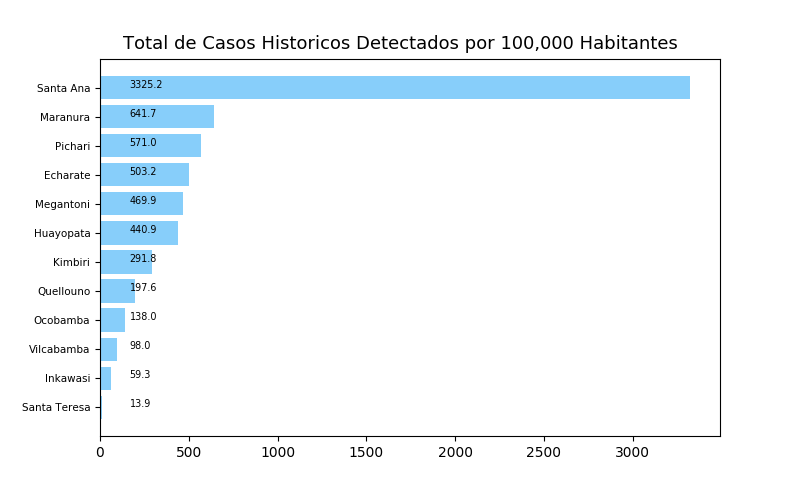 Total de Casos Historicos Detectados por 100,000 Habitantes
Santa Ana 3325.2
Maranura 641.7
Pichari 571.0
Echarate 503.2
Megantoni 469.9
Huayopata 440.9
Kimbiri 291.8
Quellouno 197.6
Ocobamba 138.0
Vilcabamba 98.0
Inkawasi 59.3
Santa Teresa 13.9
0 500 1000 1500 2000 2500 3000